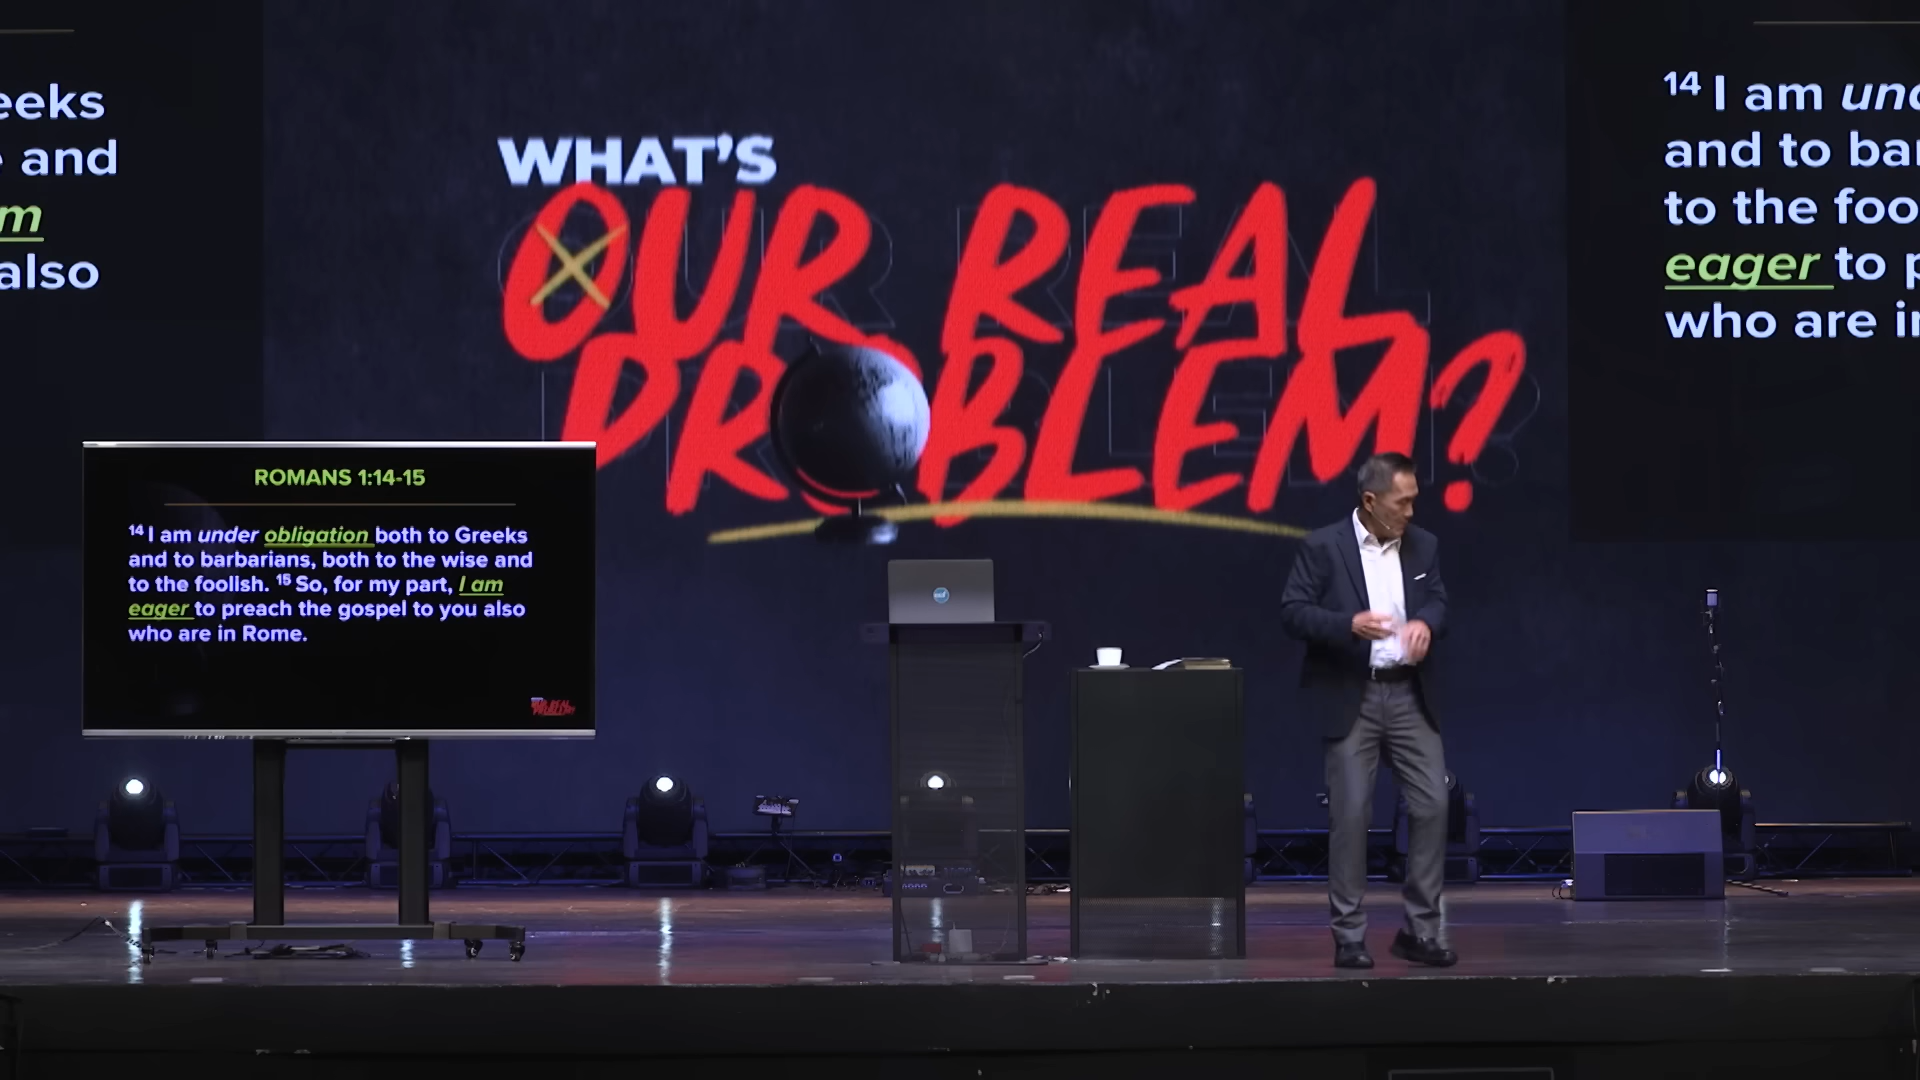 eeks
and
m
also
WHAT'S
OUR REAL
PROBLEM?
14 I am
and to
to the
eager to
who are
ROMANS 1:14-15
14 I am under obligation both to Greeks
and to barbarians, both to the wise and
to the foolish. 15 So, for my part, I am
eager to preach the gospel to you also
who are in Rome.
OUR REAL
PROBLEM?